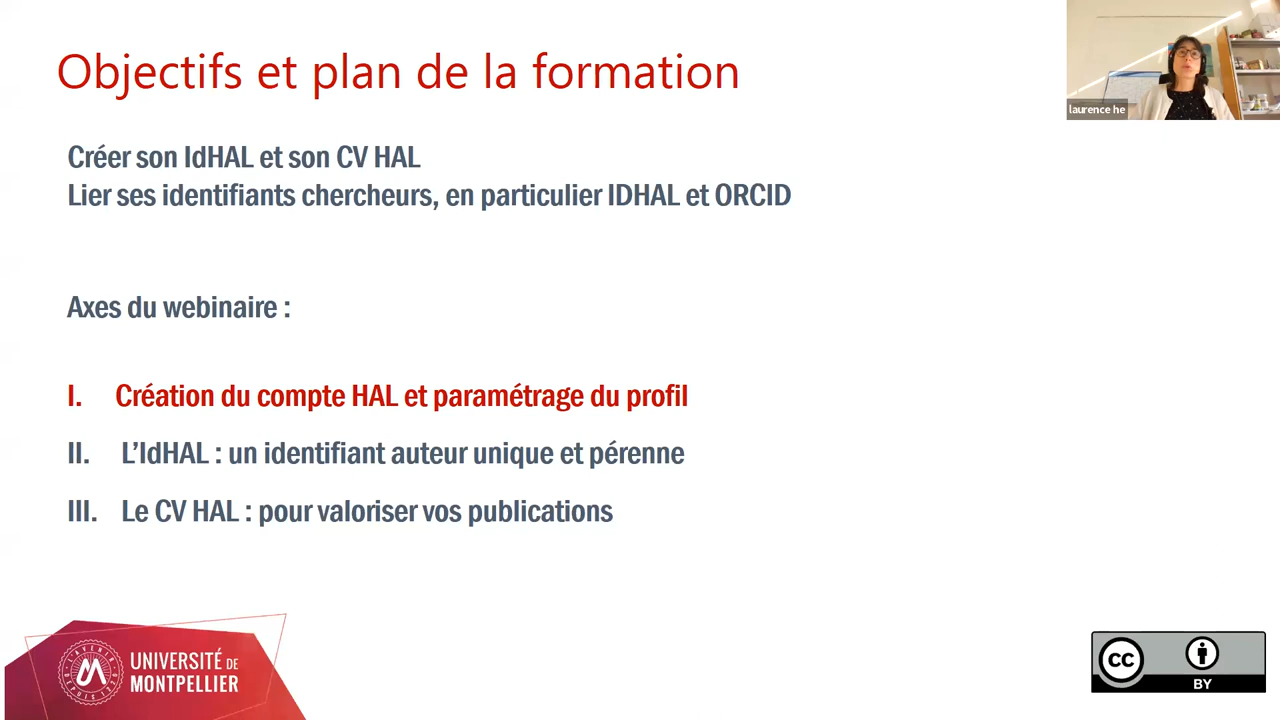 Objectifs et plan de la formation
laurence he
Créer son IdHAL et son CV HAL
Lier ses identifiants chercheurs, en particulier IDHAL et ORCID
Axes du webinaire :
I. Création du compte HAL et paramétrage du profil
II. L’IdHAL : un identifiant auteur unique et pérenne
III. Le CV HAL : pour valoriser vos publications
UNIVERSITÉ DE
MONTPELLIER
cc
BY